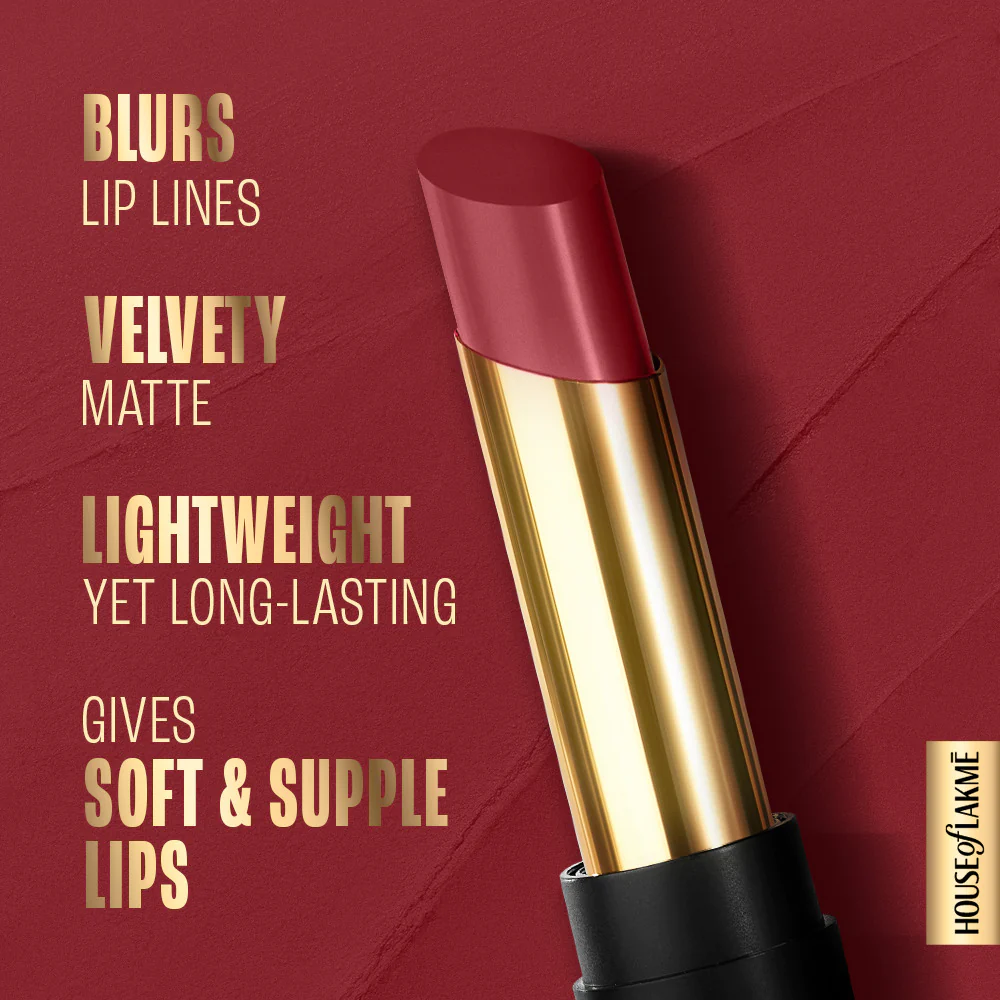 BLURS
LIP LINES
VELVETY
MATTE
LIGHTWEIGHT
YET LONG-LASTING
GIVES
SOFT & SUPPLE
LIPS
HOUSE of LAKMĒ